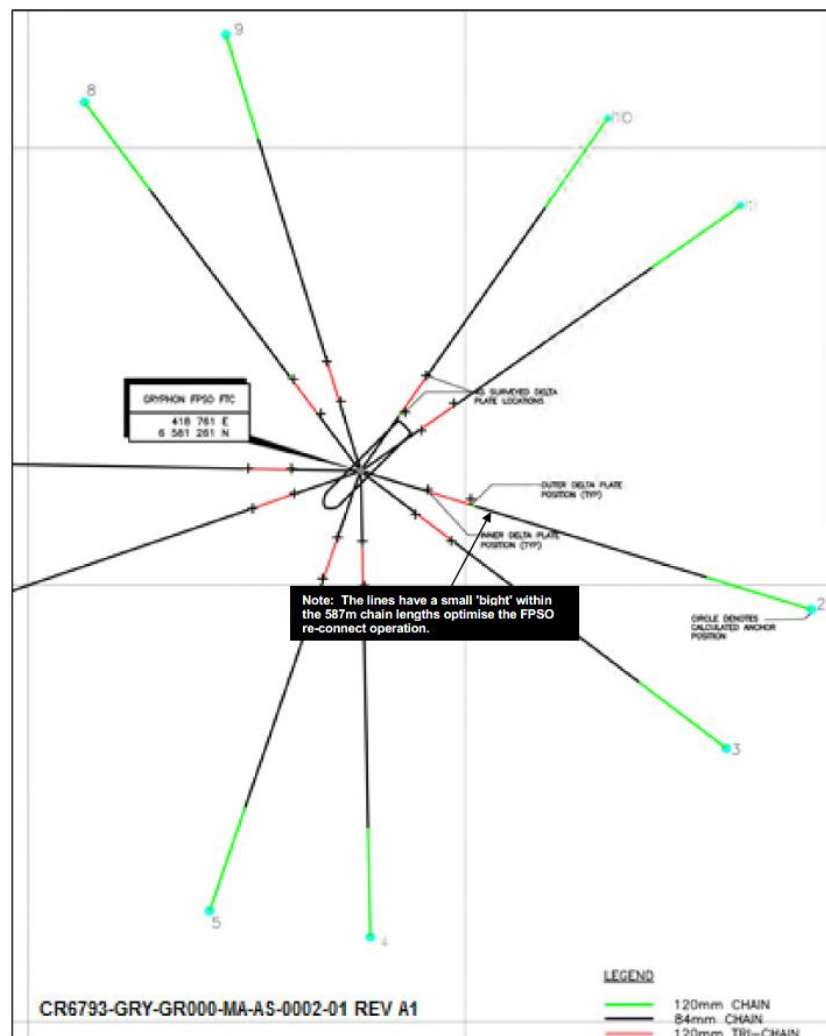 9
8
10
11
GRYPHON FPSO FTC
418 761 E
6 581 261 N
AS SURVEYED DELTA
PLATE LOCATIONS
OUTER DELTA PLATE
POSITION (TYP)
INNER DELTA PLATE
POSITION (TYP)
Note: The lines have a small 'bight' within
the 587m chain lengths optimise the FPSO
re-connect operation.
2
CIRCLE DENOTES
CALCULATED ANCHOR
POSITION
3
5
4
LEGEND
CR6793-GRY-GR000-MA-AS-0002-01 REV A1
120mm CHAIN
84mm CHAIN
120mm TRI-CHAIN